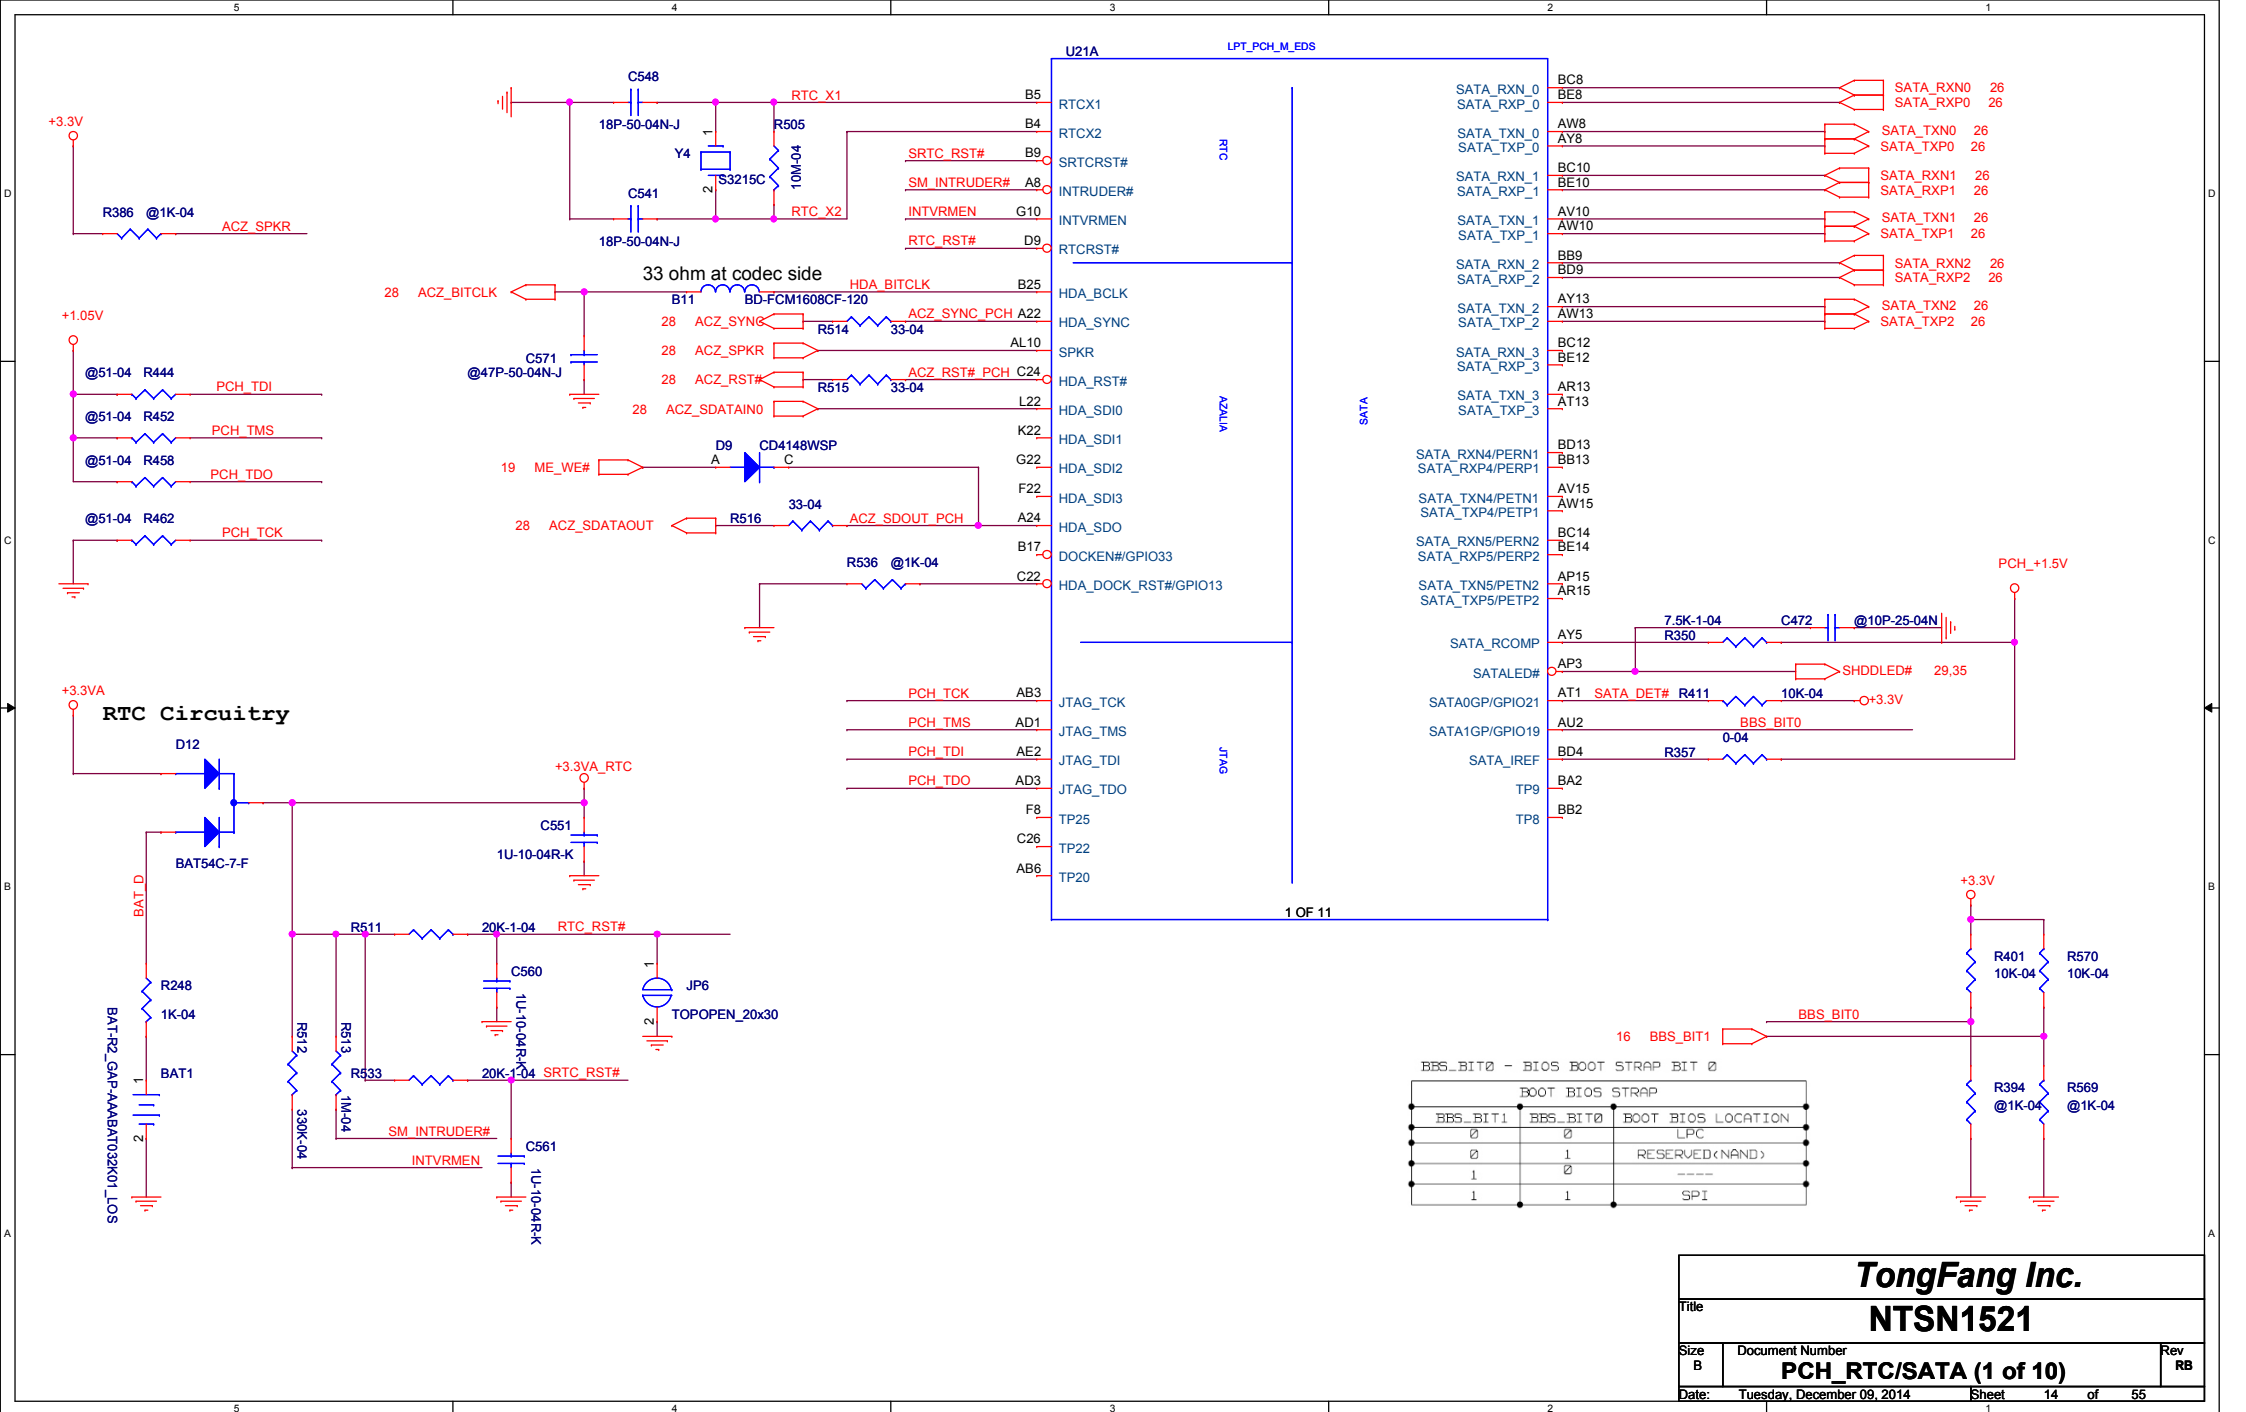 5 4 3 2 1
D
C
B
A
U21A
LPT_PCH_M_EDS
+3.3V
R386 @1K-04
ACZ_SPKR
C548
18P-50-04N-J
RTC_X1
Y4
1
2
S3215C
R505
10M-04
C541
18P-50-04N-J
RTC_X2
SRTC_RST#
SM_INTRUDER#
INTVRMEN
RTC_RST#
B5 RTCX1
B4 RTCX2
B9 SRTCRST#
A8 INTRUDER#
G10 INTVRMEN
D9 RTCRST#
RTC
33 ohm at codec side
28 ACZ_BITCLK
B11 BD-FCM1608CF-120
HDA_BITCLK
B25 HDA_BCLK
28 ACZ_SYNC
R514 33-04
ACZ_SYNC_PCH
A22 HDA_SYNC
28 ACZ_SPKR
AL10 SPKR
28 ACZ_RST#
R515 33-04
ACZ_RST#_PCH
C24 HDA_RST#
28 ACZ_SDATAIN0
L22 HDA_SDI0
K22 HDA_SDI1
G22 HDA_SDI2
F22 HDA_SDI3
C571
@47P-50-04N-J
19 ME_WE#
D9 CD4148WSP
A C
28 ACZ_SDATAOUT
R516 33-04
ACZ_SDOUT_PCH
A24 HDA_SDO
B17 DOCKEN#/GPIO33
R536 @1K-04
C22 HDA_DOCK_RST#/GPIO13
AZALIA
SATA
+1.05V
@51-04 R444 PCH_TDI
@51-04 R452 PCH_TMS
@51-04 R458 PCH_TDO
@51-04 R462 PCH_TCK
PCH_TCK AB3 JTAG_TCK
PCH_TMS AD1 JTAG_TMS
PCH_TDI AE2 JTAG_TDI
PCH_TDO AD3 JTAG_TDO
F8 TP25
C26 TP22
AB6 TP20
JTAG
1 OF 11
SATA_RXN_0 BC8 SATA_RXN0 26
SATA_RXP_0 BE8 SATA_RXP0 26
SATA_TXN_0 AW8 SATA_TXN0 26
SATA_TXP_0 AY8 SATA_TXP0 26
SATA_RXN_1 BC10 SATA_RXN1 26
SATA_RXP_1 BE10 SATA_RXP1 26
SATA_TXN_1 AV10 SATA_TXN1 26
SATA_TXP_1 AW10 SATA_TXP1 26
SATA_RXN_2 BB9 SATA_RXN2 26
SATA_RXP_2 BD9 SATA_RXP2 26
SATA_TXN_2 AY13 SATA_TXN2 26
SATA_TXP_2 AW13 SATA_TXP2 26
SATA_RXN_3 BC12
SATA_RXP_3 BE12
SATA_TXN_3 AR13
SATA_TXP_3 AT13
SATA_RXN4/PERN1 BD13
SATA_RXP4/PERP1 BB13
SATA_TXN4/PETN1 AV15
SATA_TXP4/PETP1 AW15
SATA_RXN5/PERN2 BC14
SATA_RXP5/PERP2 BE14
SATA_TXN5/PETN2 AP15
SATA_TXP5/PETP2 AR15
PCH_+1.5V
SATA_RCOMP AY5
7.5K-1-04
R350
C472 @10P-25-04N
SATALED# AP3 SHDDLED# 29,35
SATA0GP/GPIO21 AT1 SATA_DET# R411 10K-04 +3.3V
SATA1GP/GPIO19 AU2 BBS_BIT0
SATA_IREF BD4 R357 0-04
TP9 BA2
TP8 BB2
+3.3VA
RTC Circuitry
D12
BAT54C-7-F
+3.3VA_RTC
C551
1U-10-04R-K
BAT_D
R248
1K-04
BAT1
1
2
BAT-R2_GAP-AAABAT032K01_LOS
R511 20K-1-04 RTC_RST#
C560
1U-10-04R-K
JP6
1
2
TOPOPEN_20x30
R512
330K-04
R513
1M-04
R533 20K-1-04 SRTC_RST#
SM_INTRUDER#
INTVRMEN
C561
1U-10-04R-K
+3.3V
R401
10K-04
R570
10K-04
BBS_BIT0
16 BBS_BIT1
R394
@1K-04
R569
@1K-04
BBS_BIT0 - BIOS BOOT STRAP BIT 0
BOOT BIOS STRAP
BBS_BIT1 BBS_BIT0 BOOT BIOS LOCATION
0 0 LPC
0 1 RESERVED(NAND)
1 0 ----
1 1 SPI
TongFang Inc.
Title
NTSN1521
Size
B
Document Number
PCH_RTC/SATA (1 of 10)
Rev
RB
Date: Tuesday, December 09, 2014 Sheet 14 of 55
D
C
B
A
5 4 3 2 1